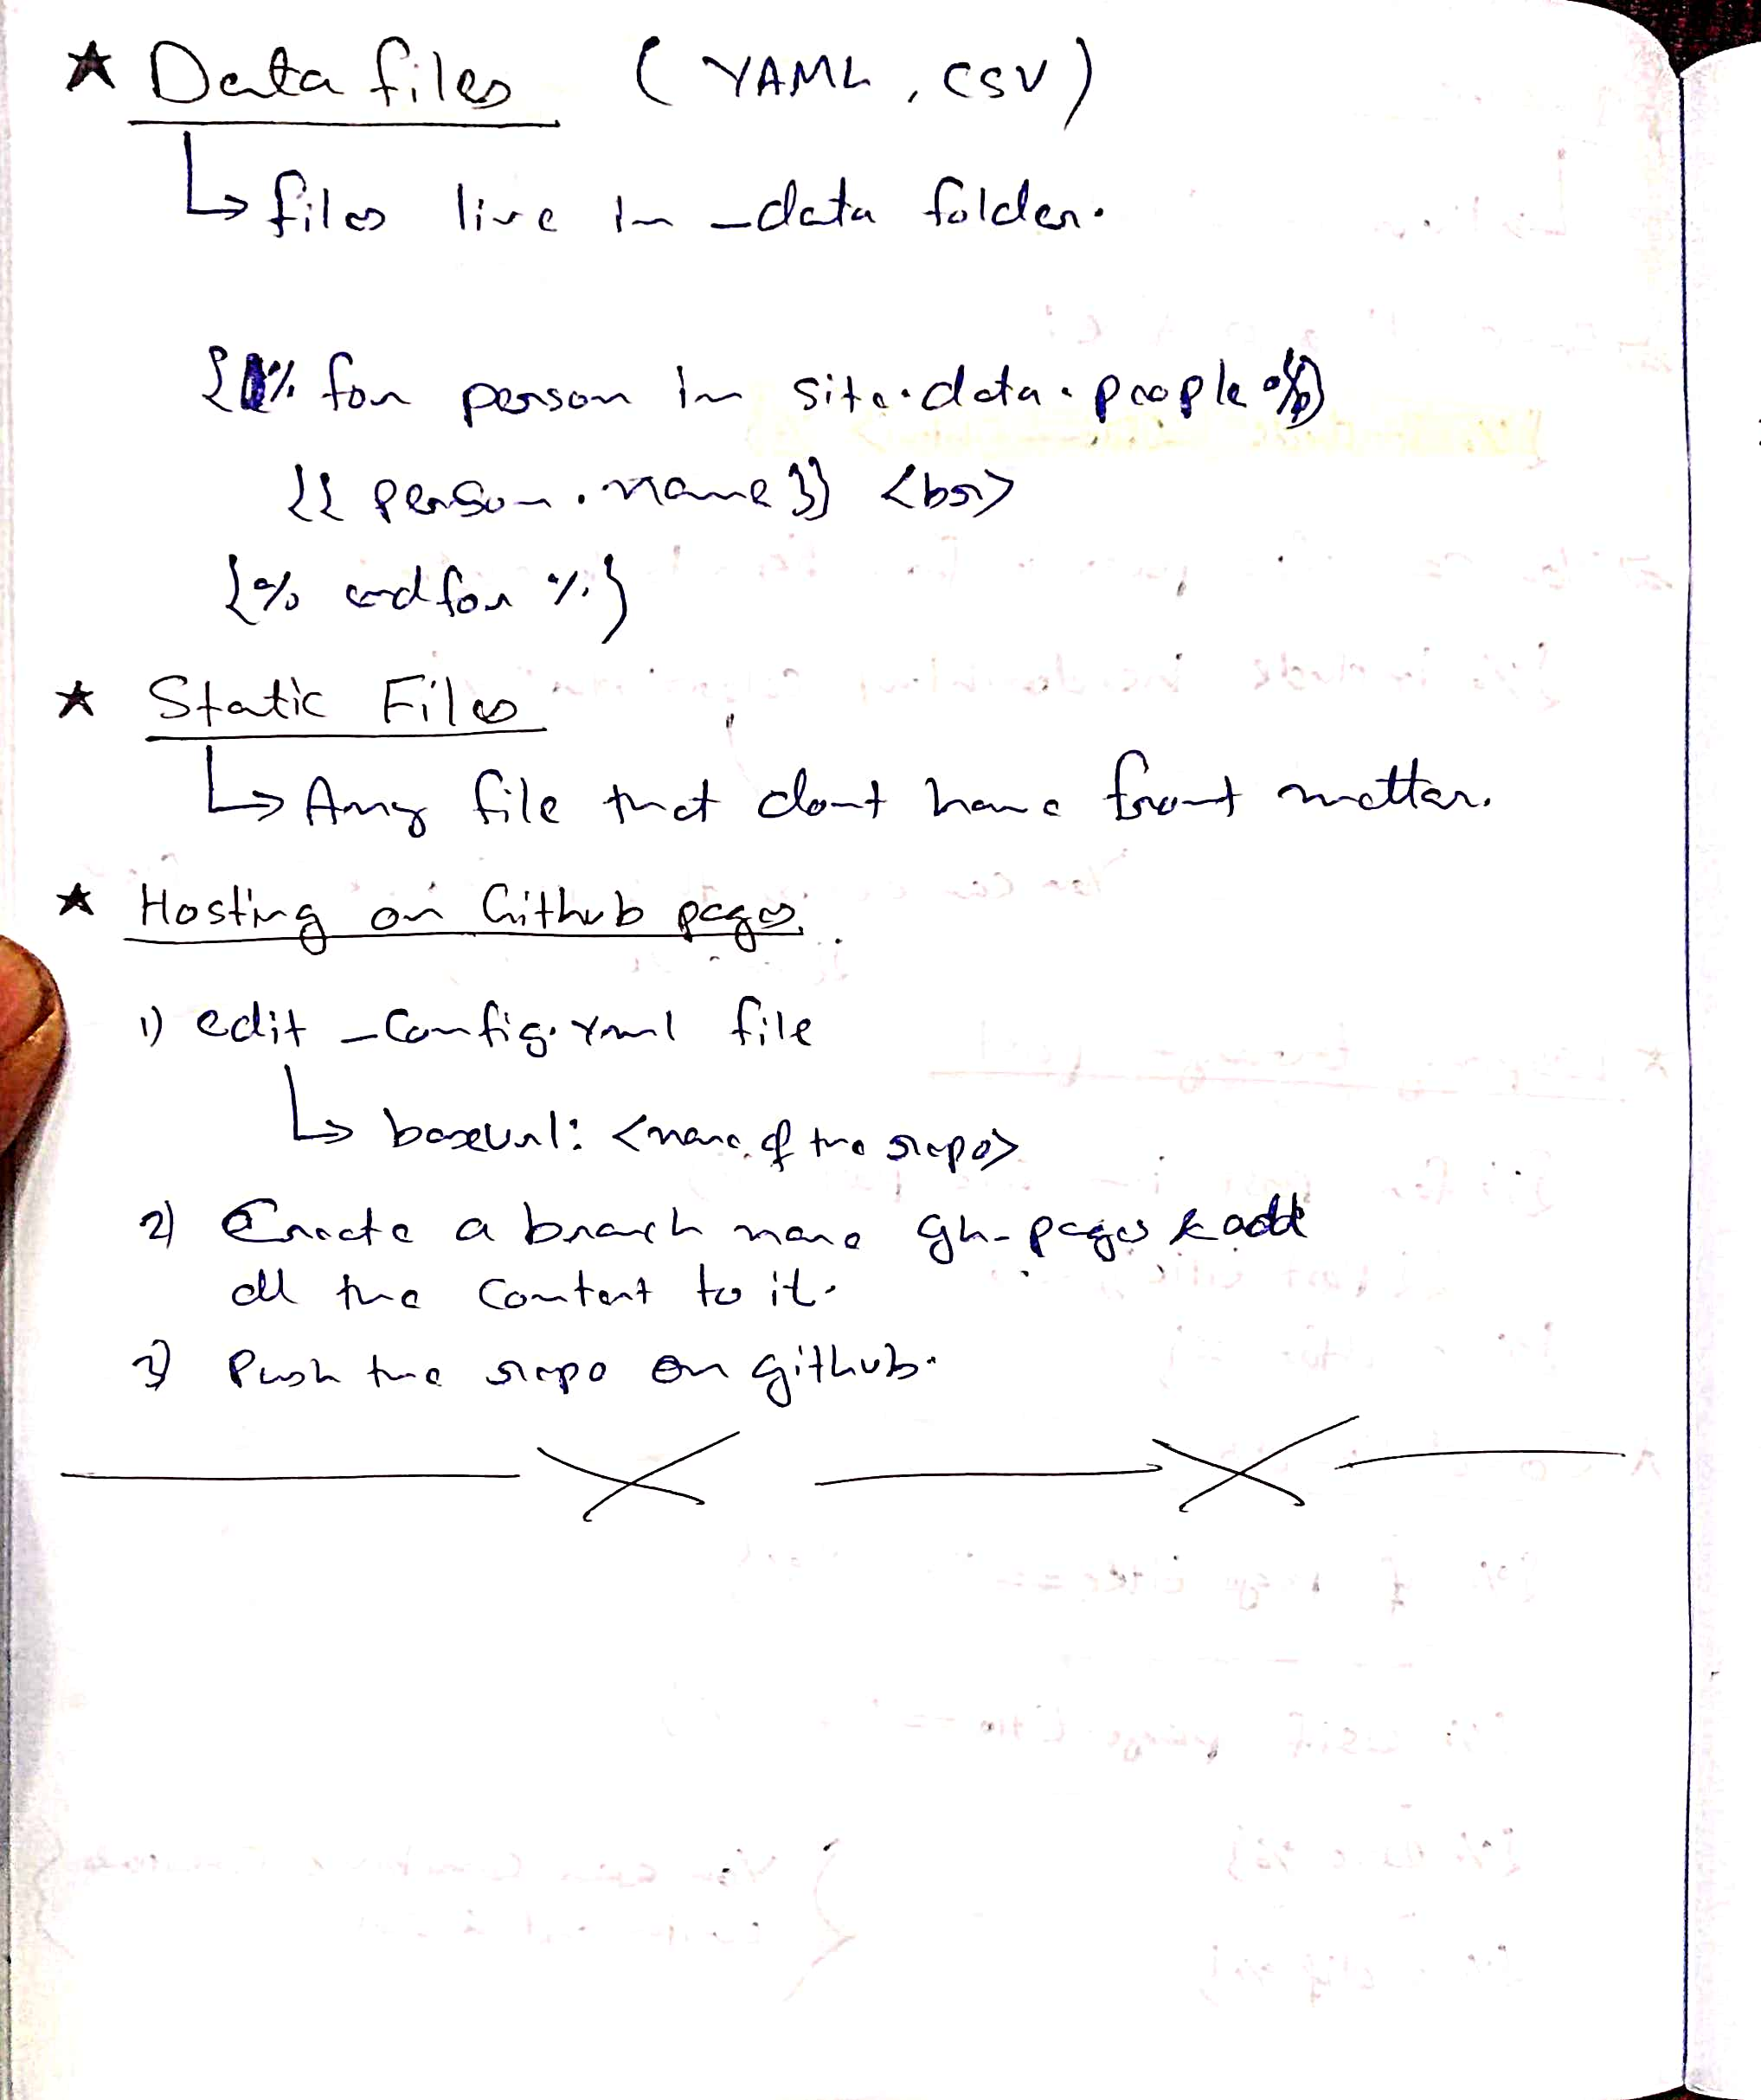 ★ Data files ( YAML, CSV)
↳ files live in _data folder.
{% for person in site.data.people %}
{{ person.name }} <br>
{% endfor %}
★ Static Files
↳ Any file that dont have front matter.
★ Hosting on Github pages.
1) edit _config.yml file
↳ baseurl: <name of the repo>
2) Create a branch name gh-pages & add
all the content to it.
3) Push the repo on github.